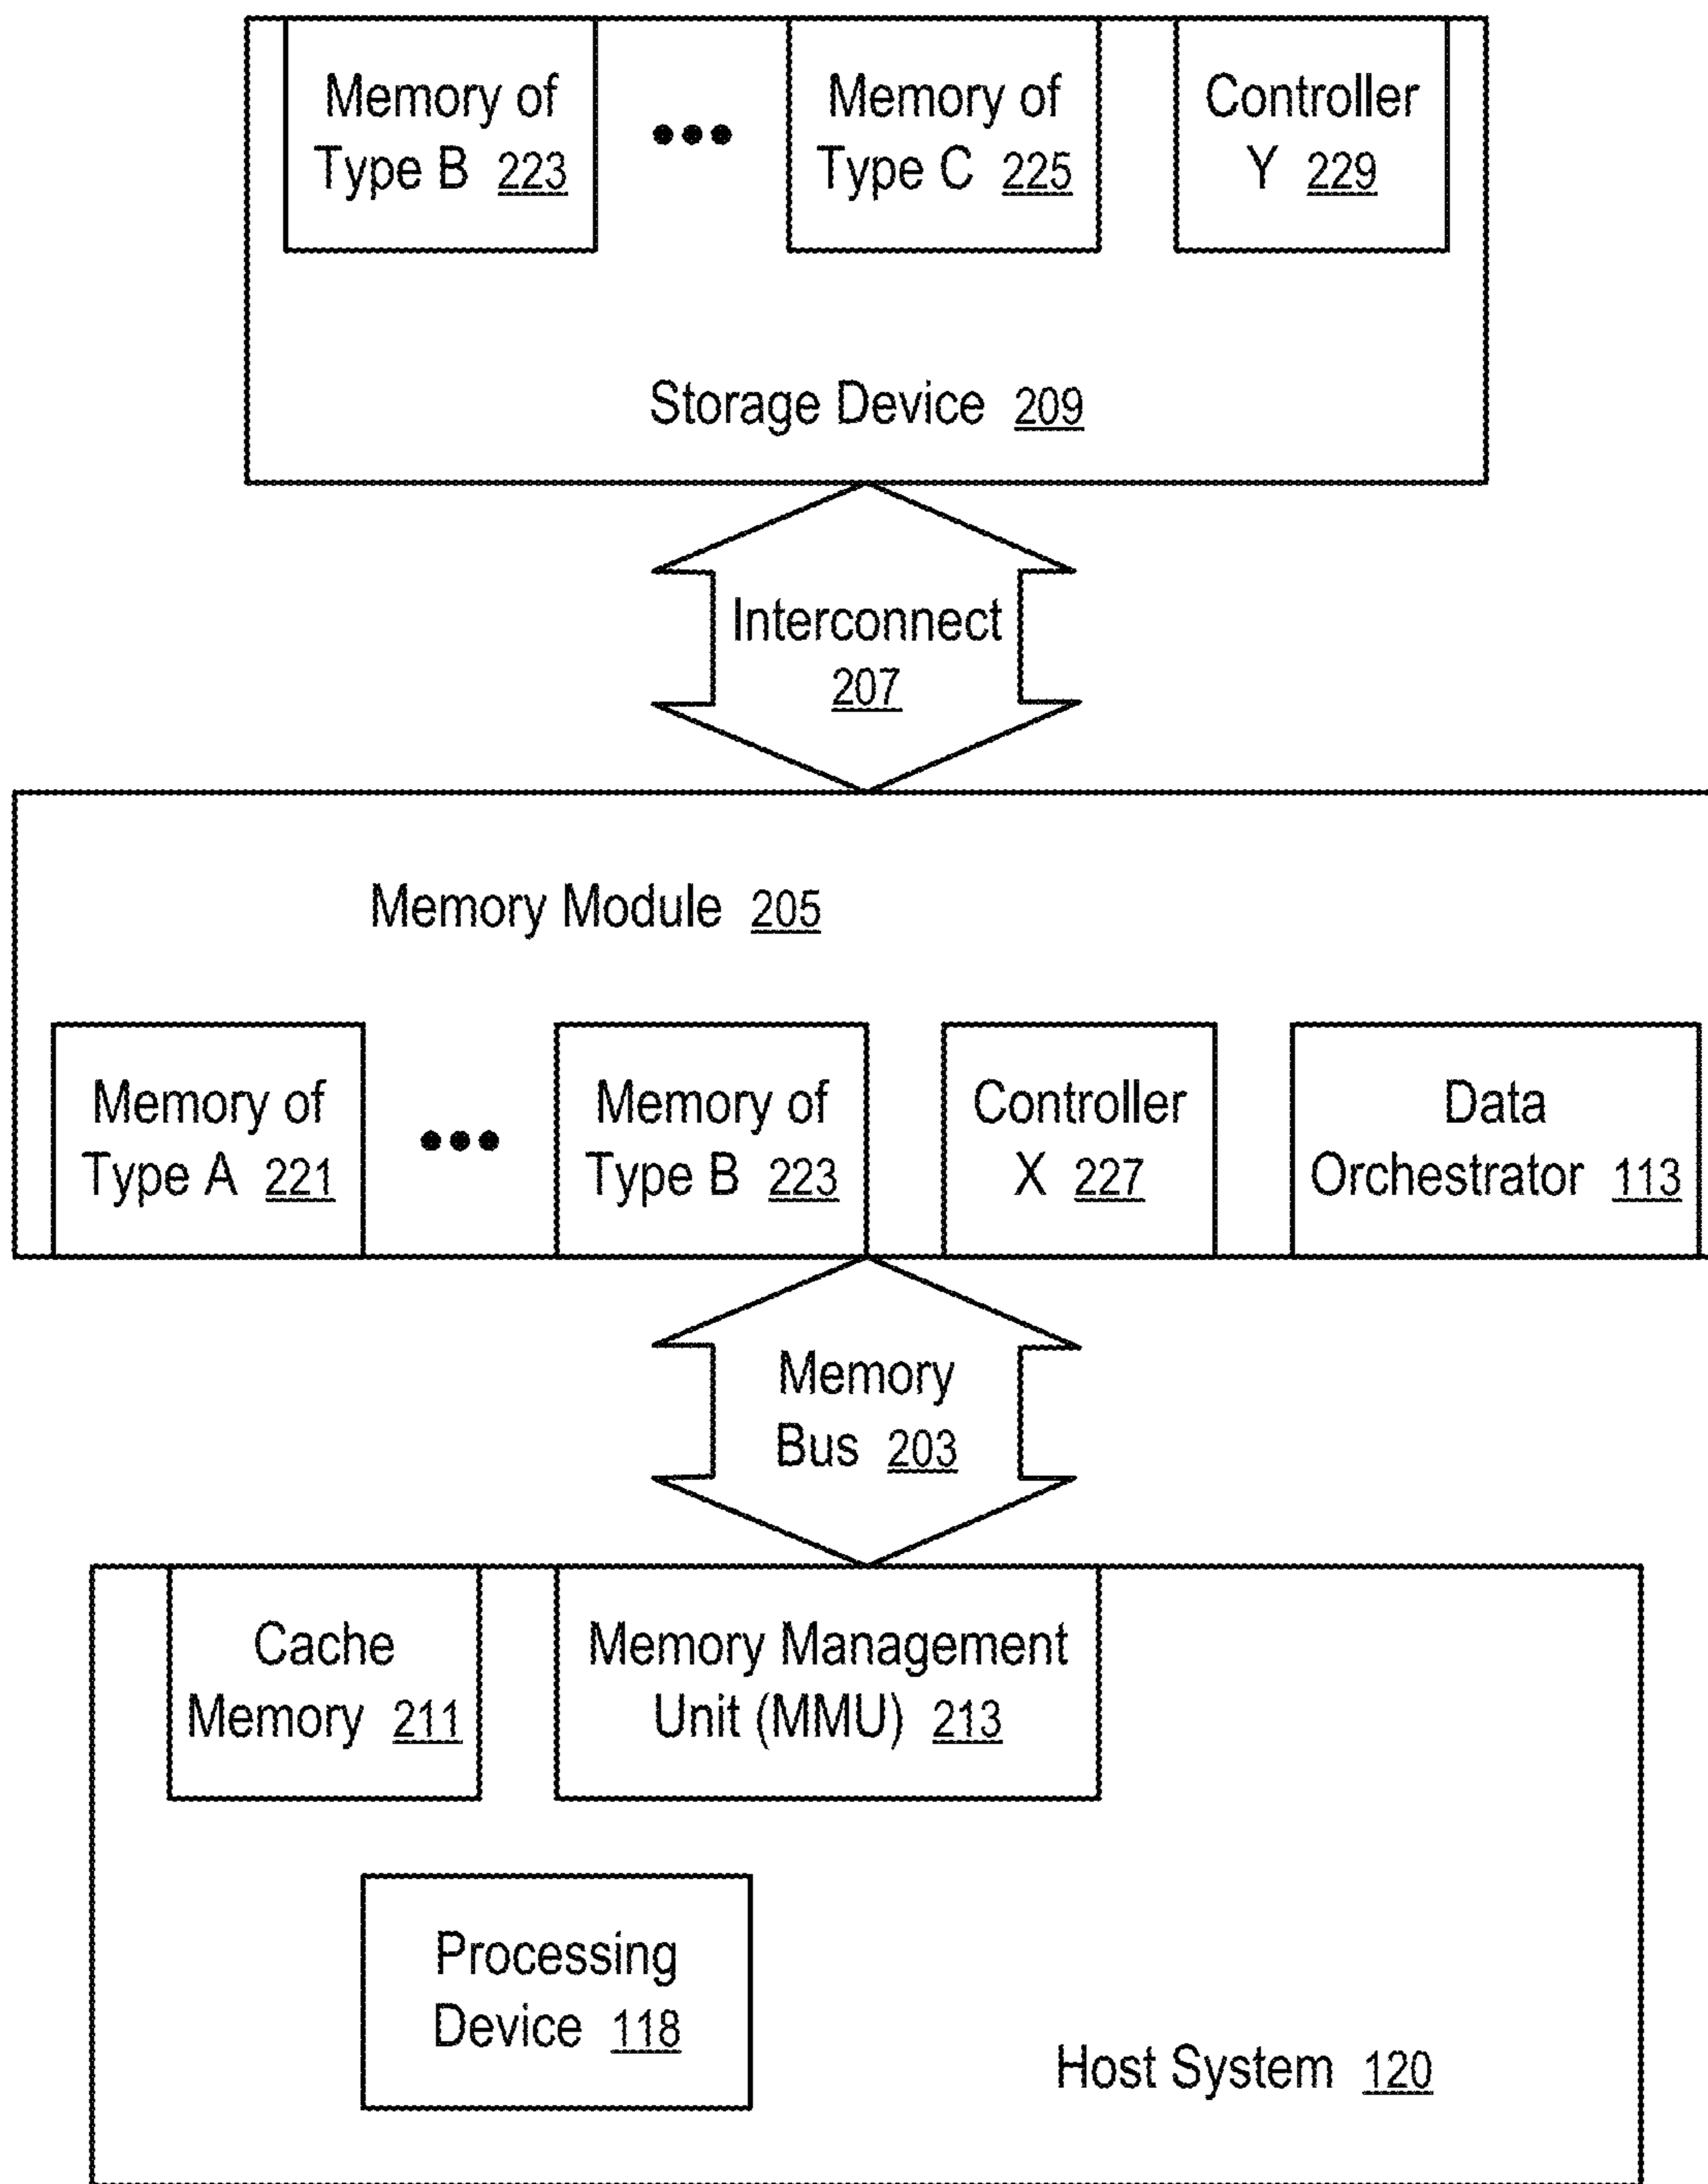 Memory of
Type B 223
Memory of
Type C 225
Controller
Y 229
Storage Device 209
Interconnect
207
Memory Module 205
Memory of
Type A 221
Memory of
Type B 223
Controller
X 227
Data
Orchestrator 113
Memory
Bus 203
Cache
Memory 211
Memory Management
Unit (MMU) 213
Processing
Device 118
Host System 120